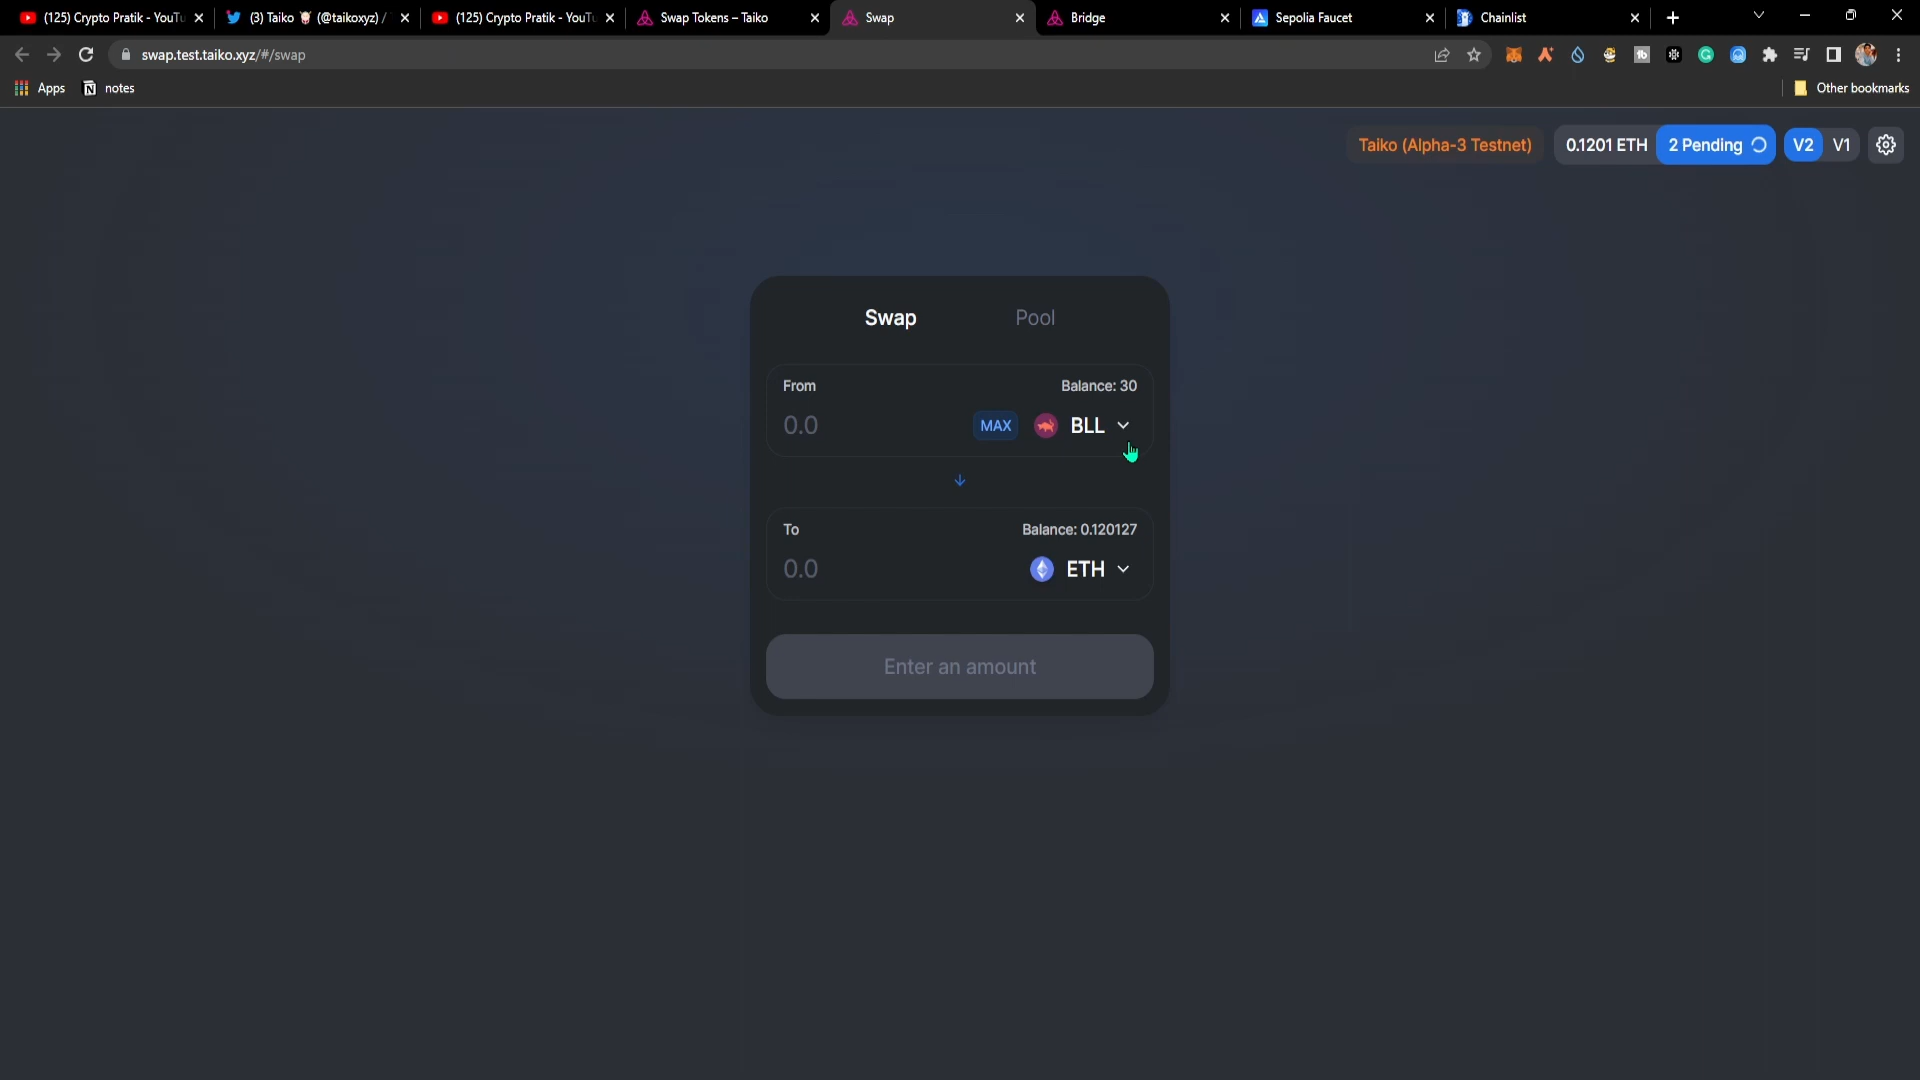 (125) Crypto Pratik - YouTu
(3) Taiko (@taikoxyz) /
(125) Crypto Pratik - YouTu
Swap Tokens – Taiko
Swap
Bridge
Sepolia Faucet
Chainlist
swap.test.taiko.xyz/#/swap
Apps
notes
Other bookmarks
Taiko (Alpha-3 Testnet)
0.1201 ETH
2 Pending
V2
V1
Swap
Pool
From
Balance: 30
0.0
MAX
BLL
To
Balance: 0.120127
0.0
ETH
Enter an amount